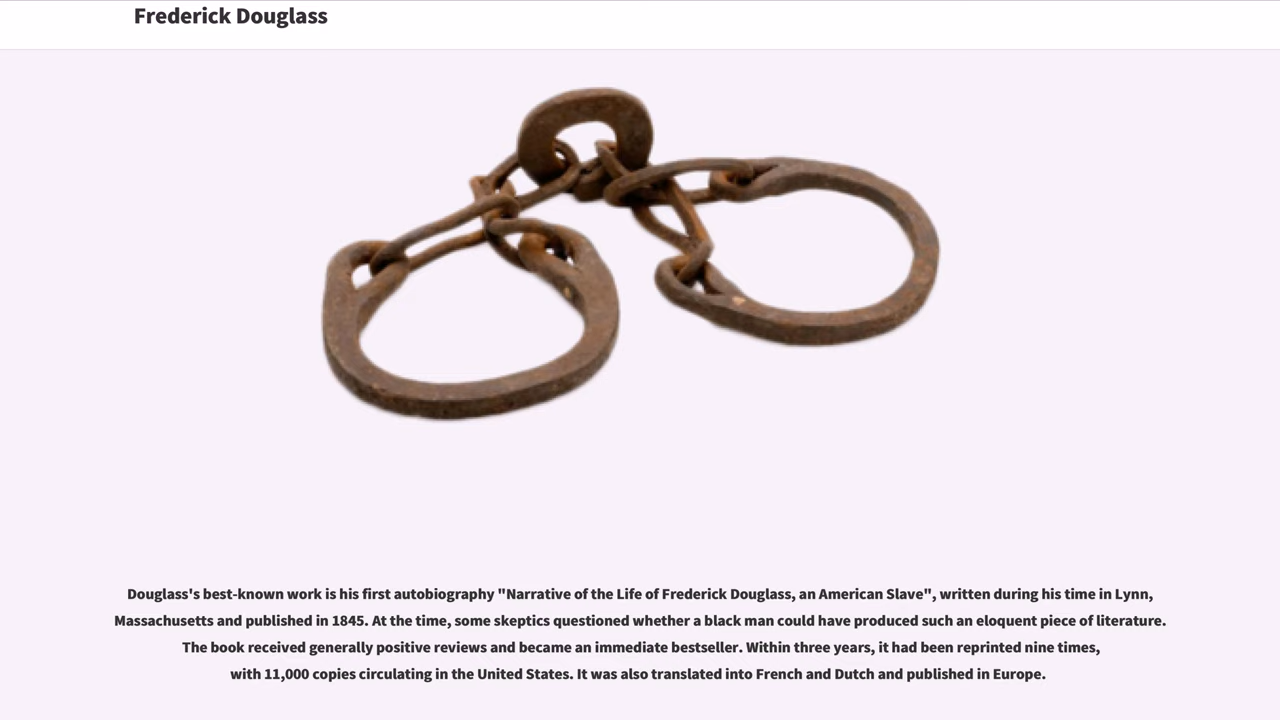 Frederick Douglass
Douglass's best-known work is his first autobiography "Narrative of the Life of Frederick Douglass, an American Slave", written during his time in Lynn,
Massachusetts and published in 1845. At the time, some skeptics questioned whether a black man could have produced such an eloquent piece of literature.
The book received generally positive reviews and became an immediate bestseller. Within three years, it had been reprinted nine times,
with 11,000 copies circulating in the United States. It was also translated into French and Dutch and published in Europe.